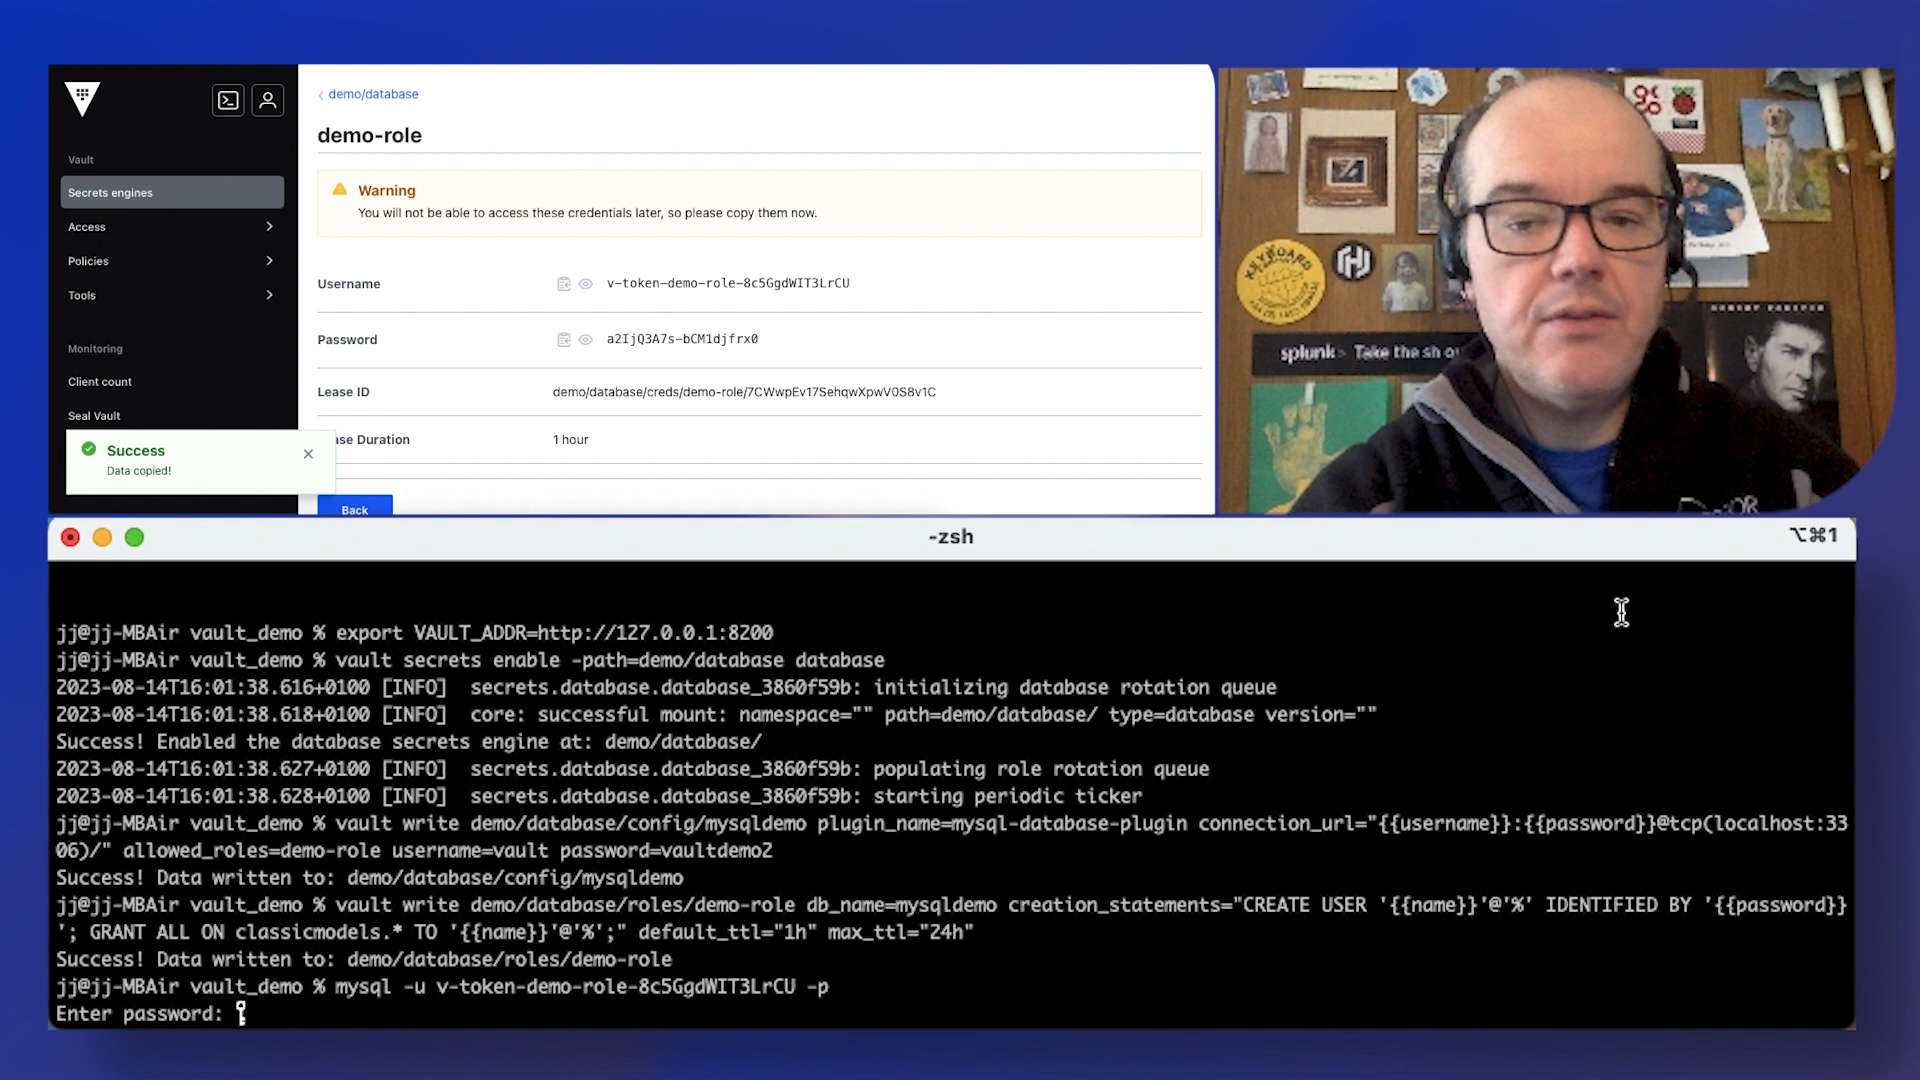 demo/database
demo-role
Vault
Secrets engines
Access
Policies
Tools
Monitoring
Client count
Seal Vault
Warning
You will not be able to access these credentials later, so please copy them now.
Username v-token-demo-role-8c5GgdWIT3LrCU
Password a2IjQ3A7s-bCM1djfrx0
Lease ID demo/database/creds/demo-role/7CWwpEv17SehqwXpwV0S8v1C
ase Duration 1 hour
Back
Success
Data copied!
KEYBOARD
splunk> Take the sh
-zsh
⌥⌘1
jj@jj-MBAir vault_demo % export VAULT_ADDR=http://127.0.0.1:8200
jj@jj-MBAir vault_demo % vault secrets enable -path=demo/database database
2023-08-14T16:01:38.616+0100 [INFO]  secrets.database.database_3860f59b: initializing database rotation queue
2023-08-14T16:01:38.618+0100 [INFO]  core: successful mount: namespace="" path=demo/database/ type=database version=""
Success! Enabled the database secrets engine at: demo/database/
2023-08-14T16:01:38.627+0100 [INFO]  secrets.database.database_3860f59b: populating role rotation queue
2023-08-14T16:01:38.628+0100 [INFO]  secrets.database.database_3860f59b: starting periodic ticker
jj@jj-MBAir vault_demo % vault write demo/database/config/mysqldemo plugin_name=mysql-database-plugin connection_url="{{username}}:{{password}}@tcp(localhost:33
06)/" allowed_roles=demo-role username=vault password=vaultdemo2
Success! Data written to: demo/database/config/mysqldemo
jj@jj-MBAir vault_demo % vault write demo/database/roles/demo-role db_name=mysqldemo creation_statements="CREATE USER '{{name}}'@'%' IDENTIFIED BY '{{password}}
'; GRANT ALL ON classicmodels.* TO '{{name}}'@'%';" default_ttl="1h" max_ttl="24h"
Success! Data written to: demo/database/roles/demo-role
jj@jj-MBAir vault_demo % mysql -u v-token-demo-role-8c5GgdWIT3LrCU -p
Enter password: